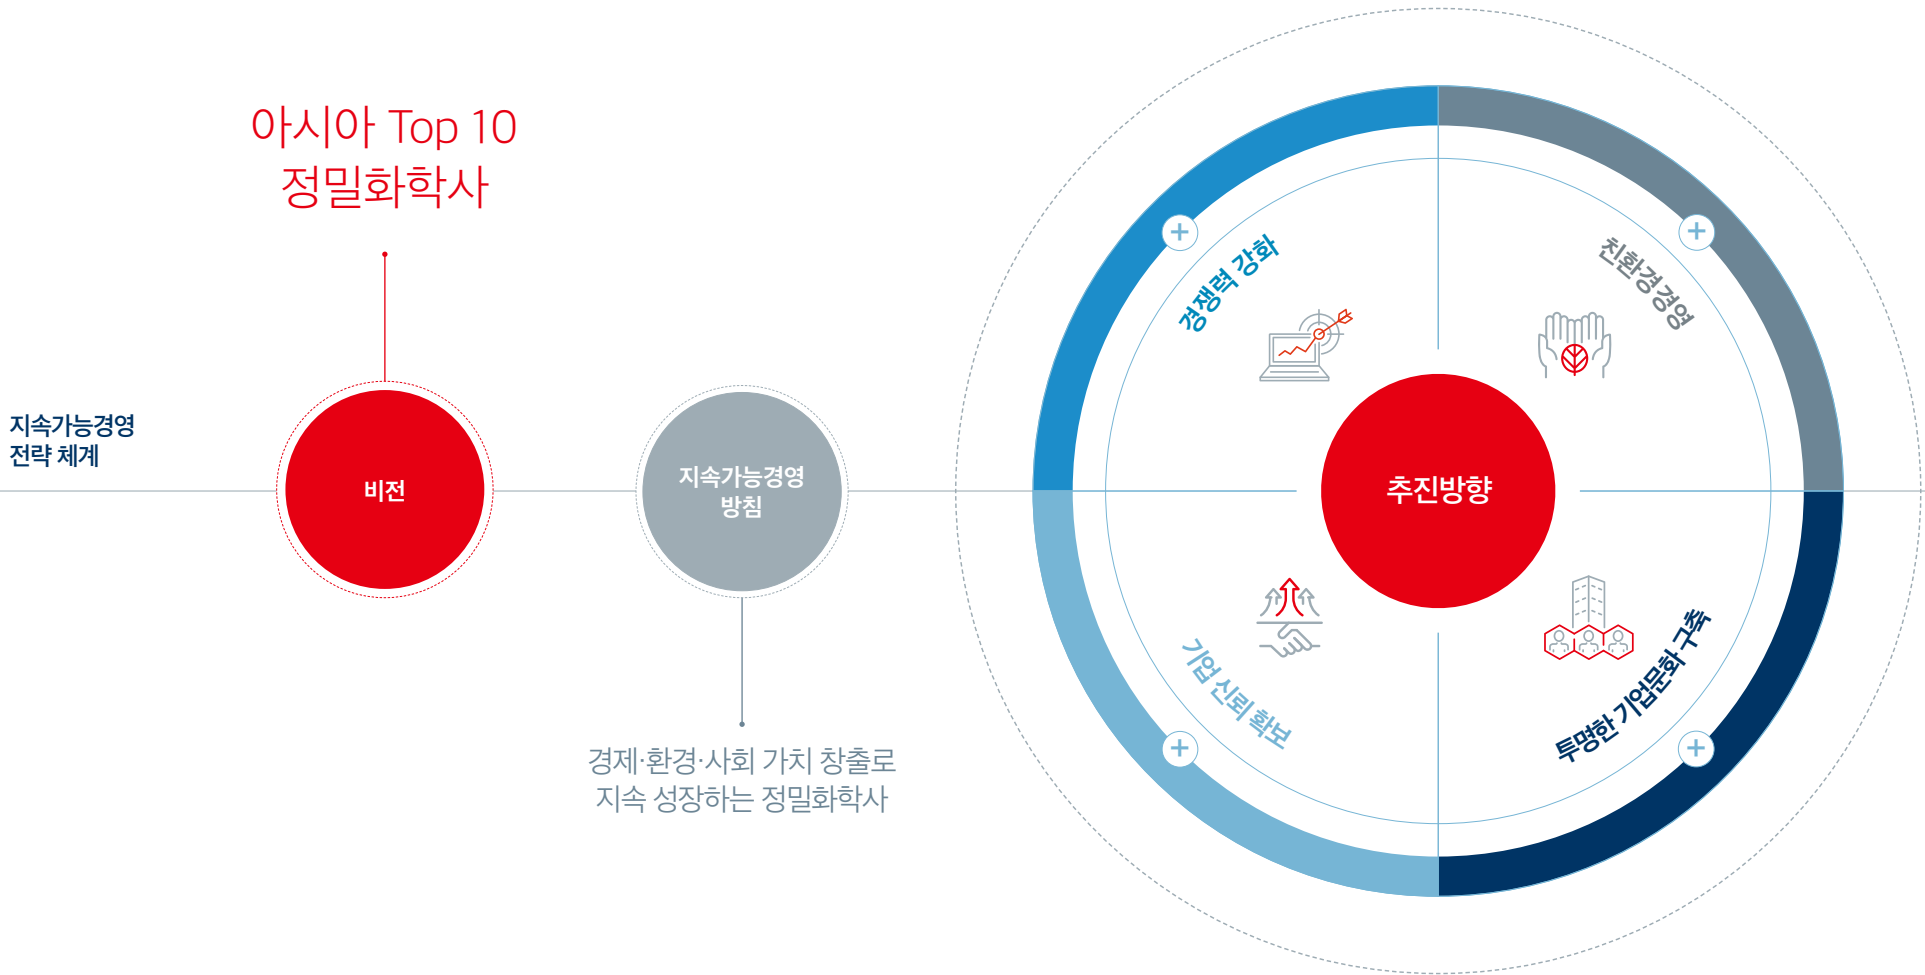 지속가능경영
전략 체계
아시아 Top 10
정밀화학사
비전
지속가능경영
방침
경제·환경·사회 가치 창출로
지속 성장하는 정밀화학사
추진방향
경쟁력 강화
친환경경영
기업 신뢰 확보
투명한 기업문화 구축